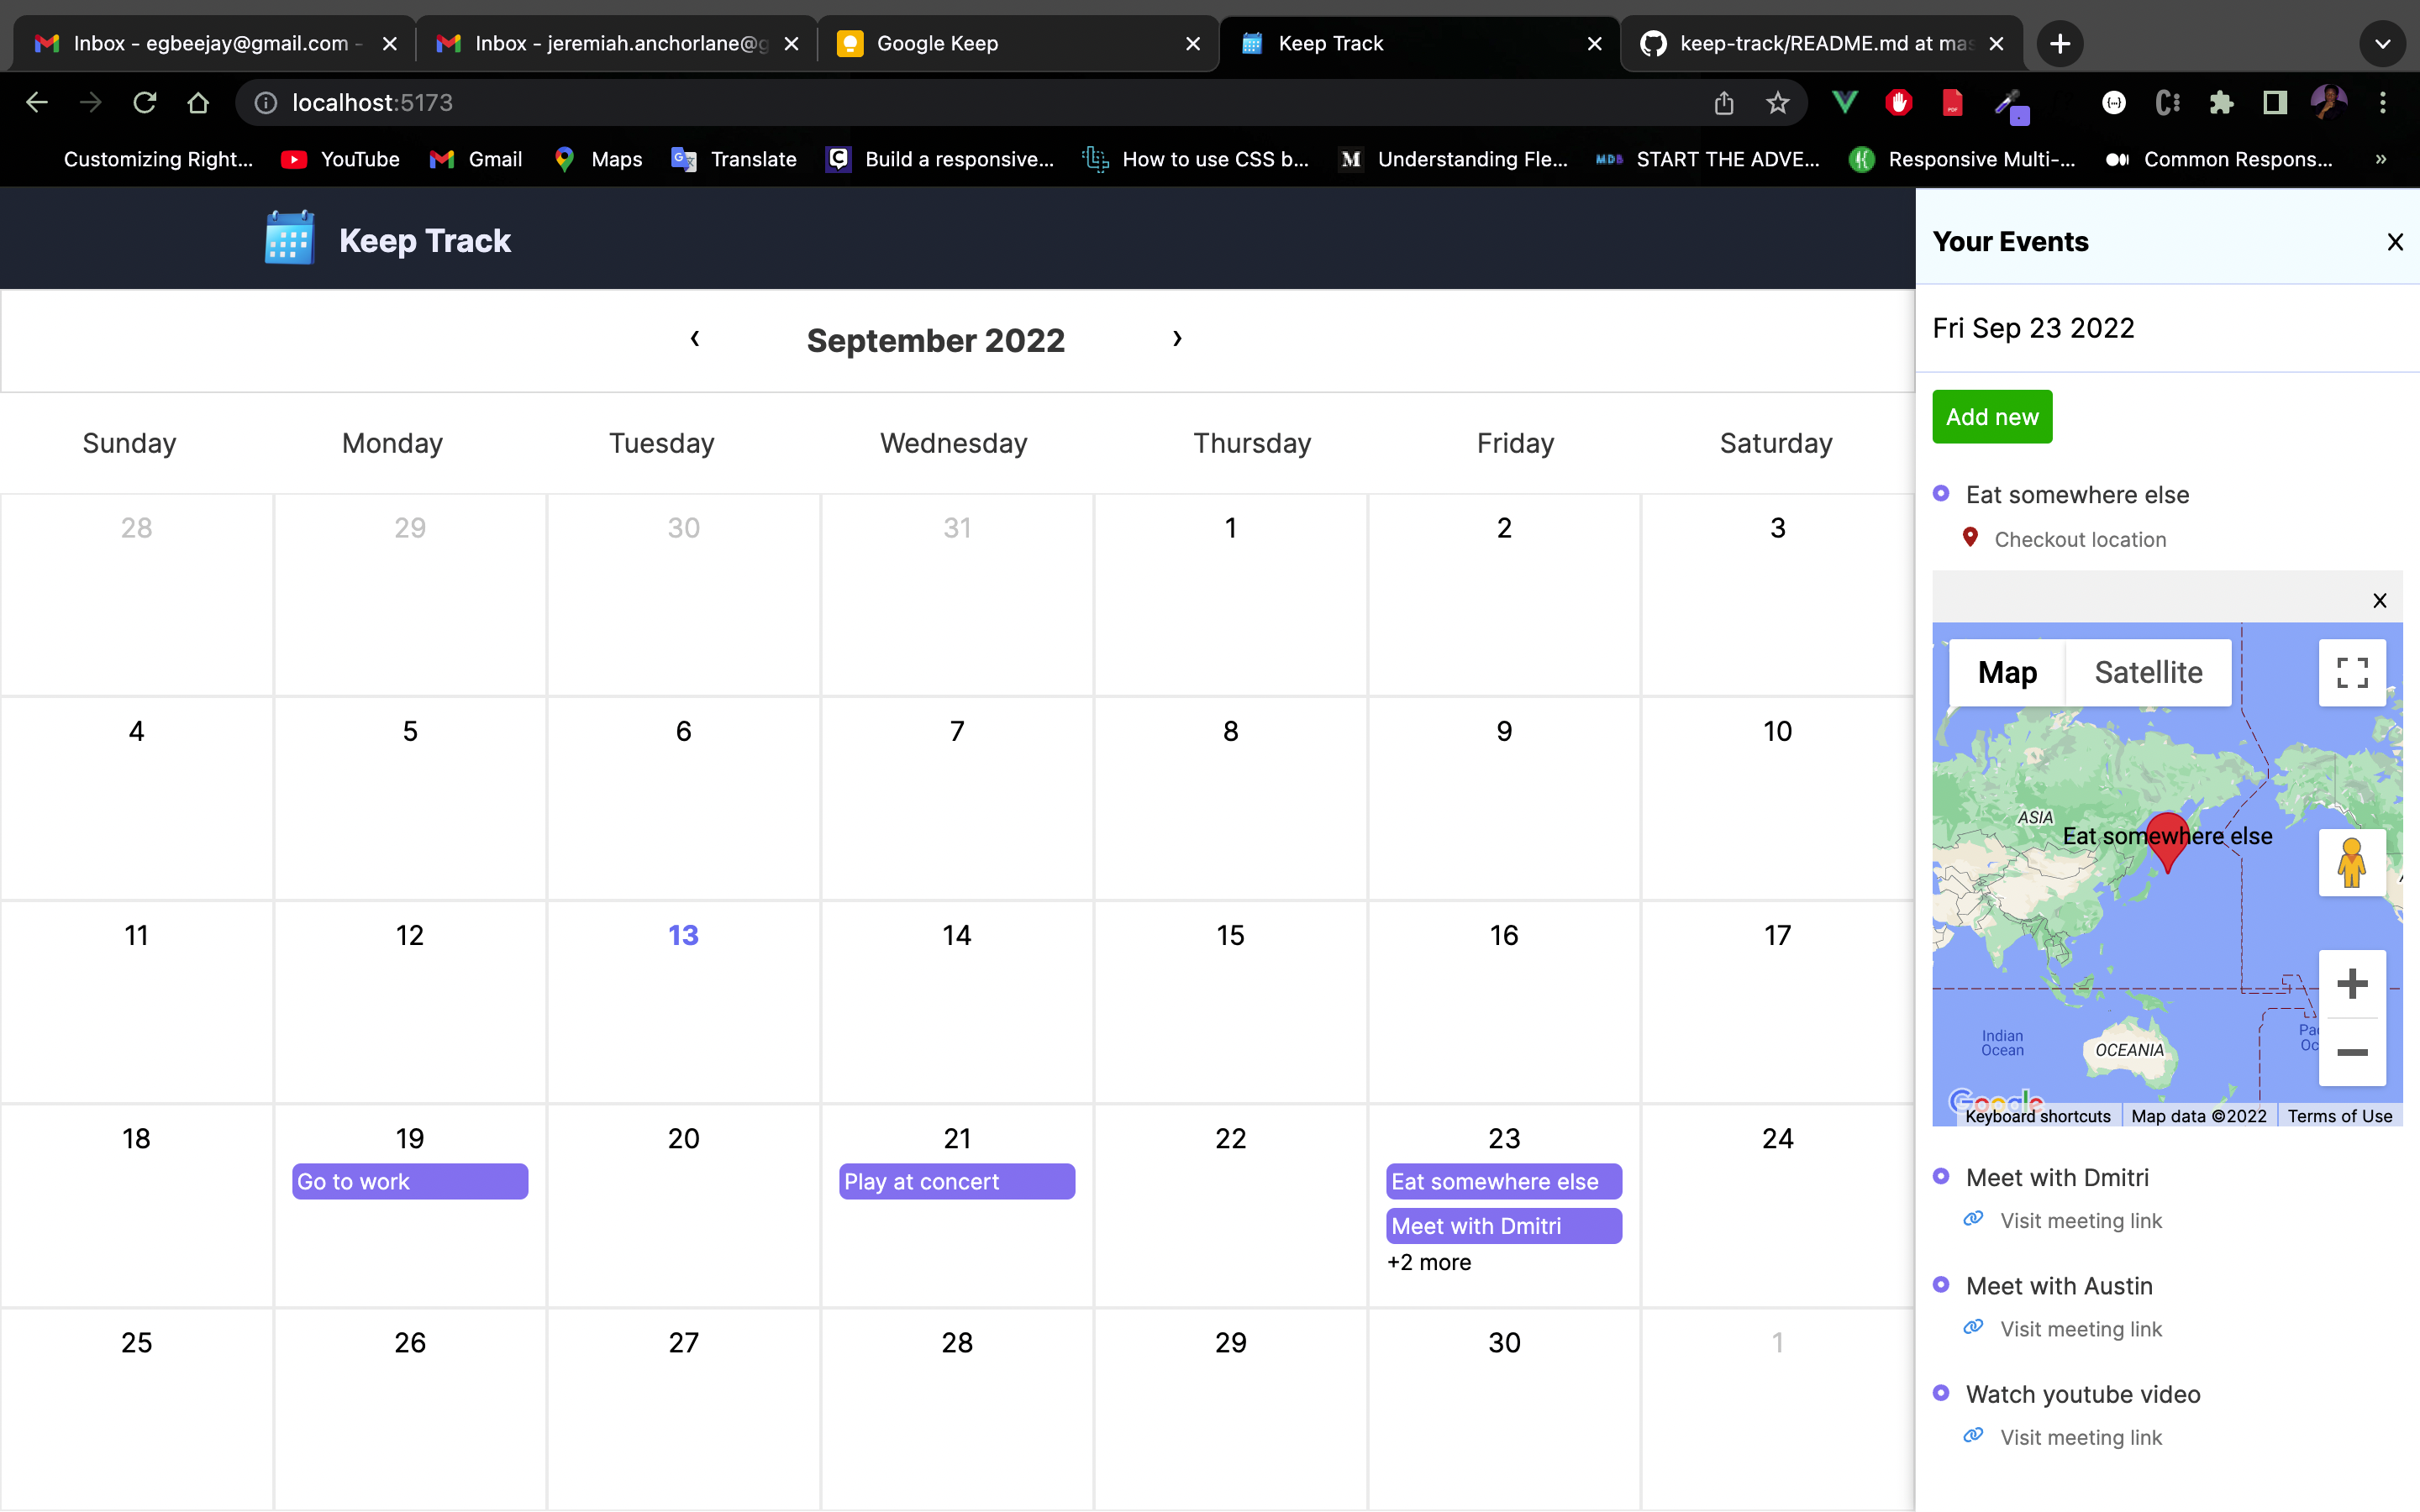 Inbox - egbeejay@gmail.com -
Inbox - jeremiah.anchorlane@g
Google Keep
Keep Track
keep-track/README.md at mas
localhost:5173
Customizing Right...
YouTube
Gmail
Maps
Translate
Build a responsive...
How to use CSS b...
Understanding Fle...
START THE ADVE...
Responsive Multi-...
Common Respons...
»
Keep Track
September 2022
Sunday Monday Tuesday Wednesday Thursday Friday Saturday
28 29 30 31 1 2 3
4 5 6 7 8 9 10
11 12 13 14 15 16 17
18 19 20 21 22 23 24
Go to work
Play at concert
Eat somewhere else
Meet with Dmitri
+2 more
25 26 27 28 29 30 1
Your Events
X
Fri Sep 23 2022
Add new
Eat somewhere else
Checkout location
X
Map Satellite
ASIA
Eat somewhere else
Indian
Ocean
OCEANIA
Google
Keyboard shortcuts Map data ©2022 Terms of Use
Meet with Dmitri
Visit meeting link
Meet with Austin
Visit meeting link
Watch youtube video
Visit meeting link